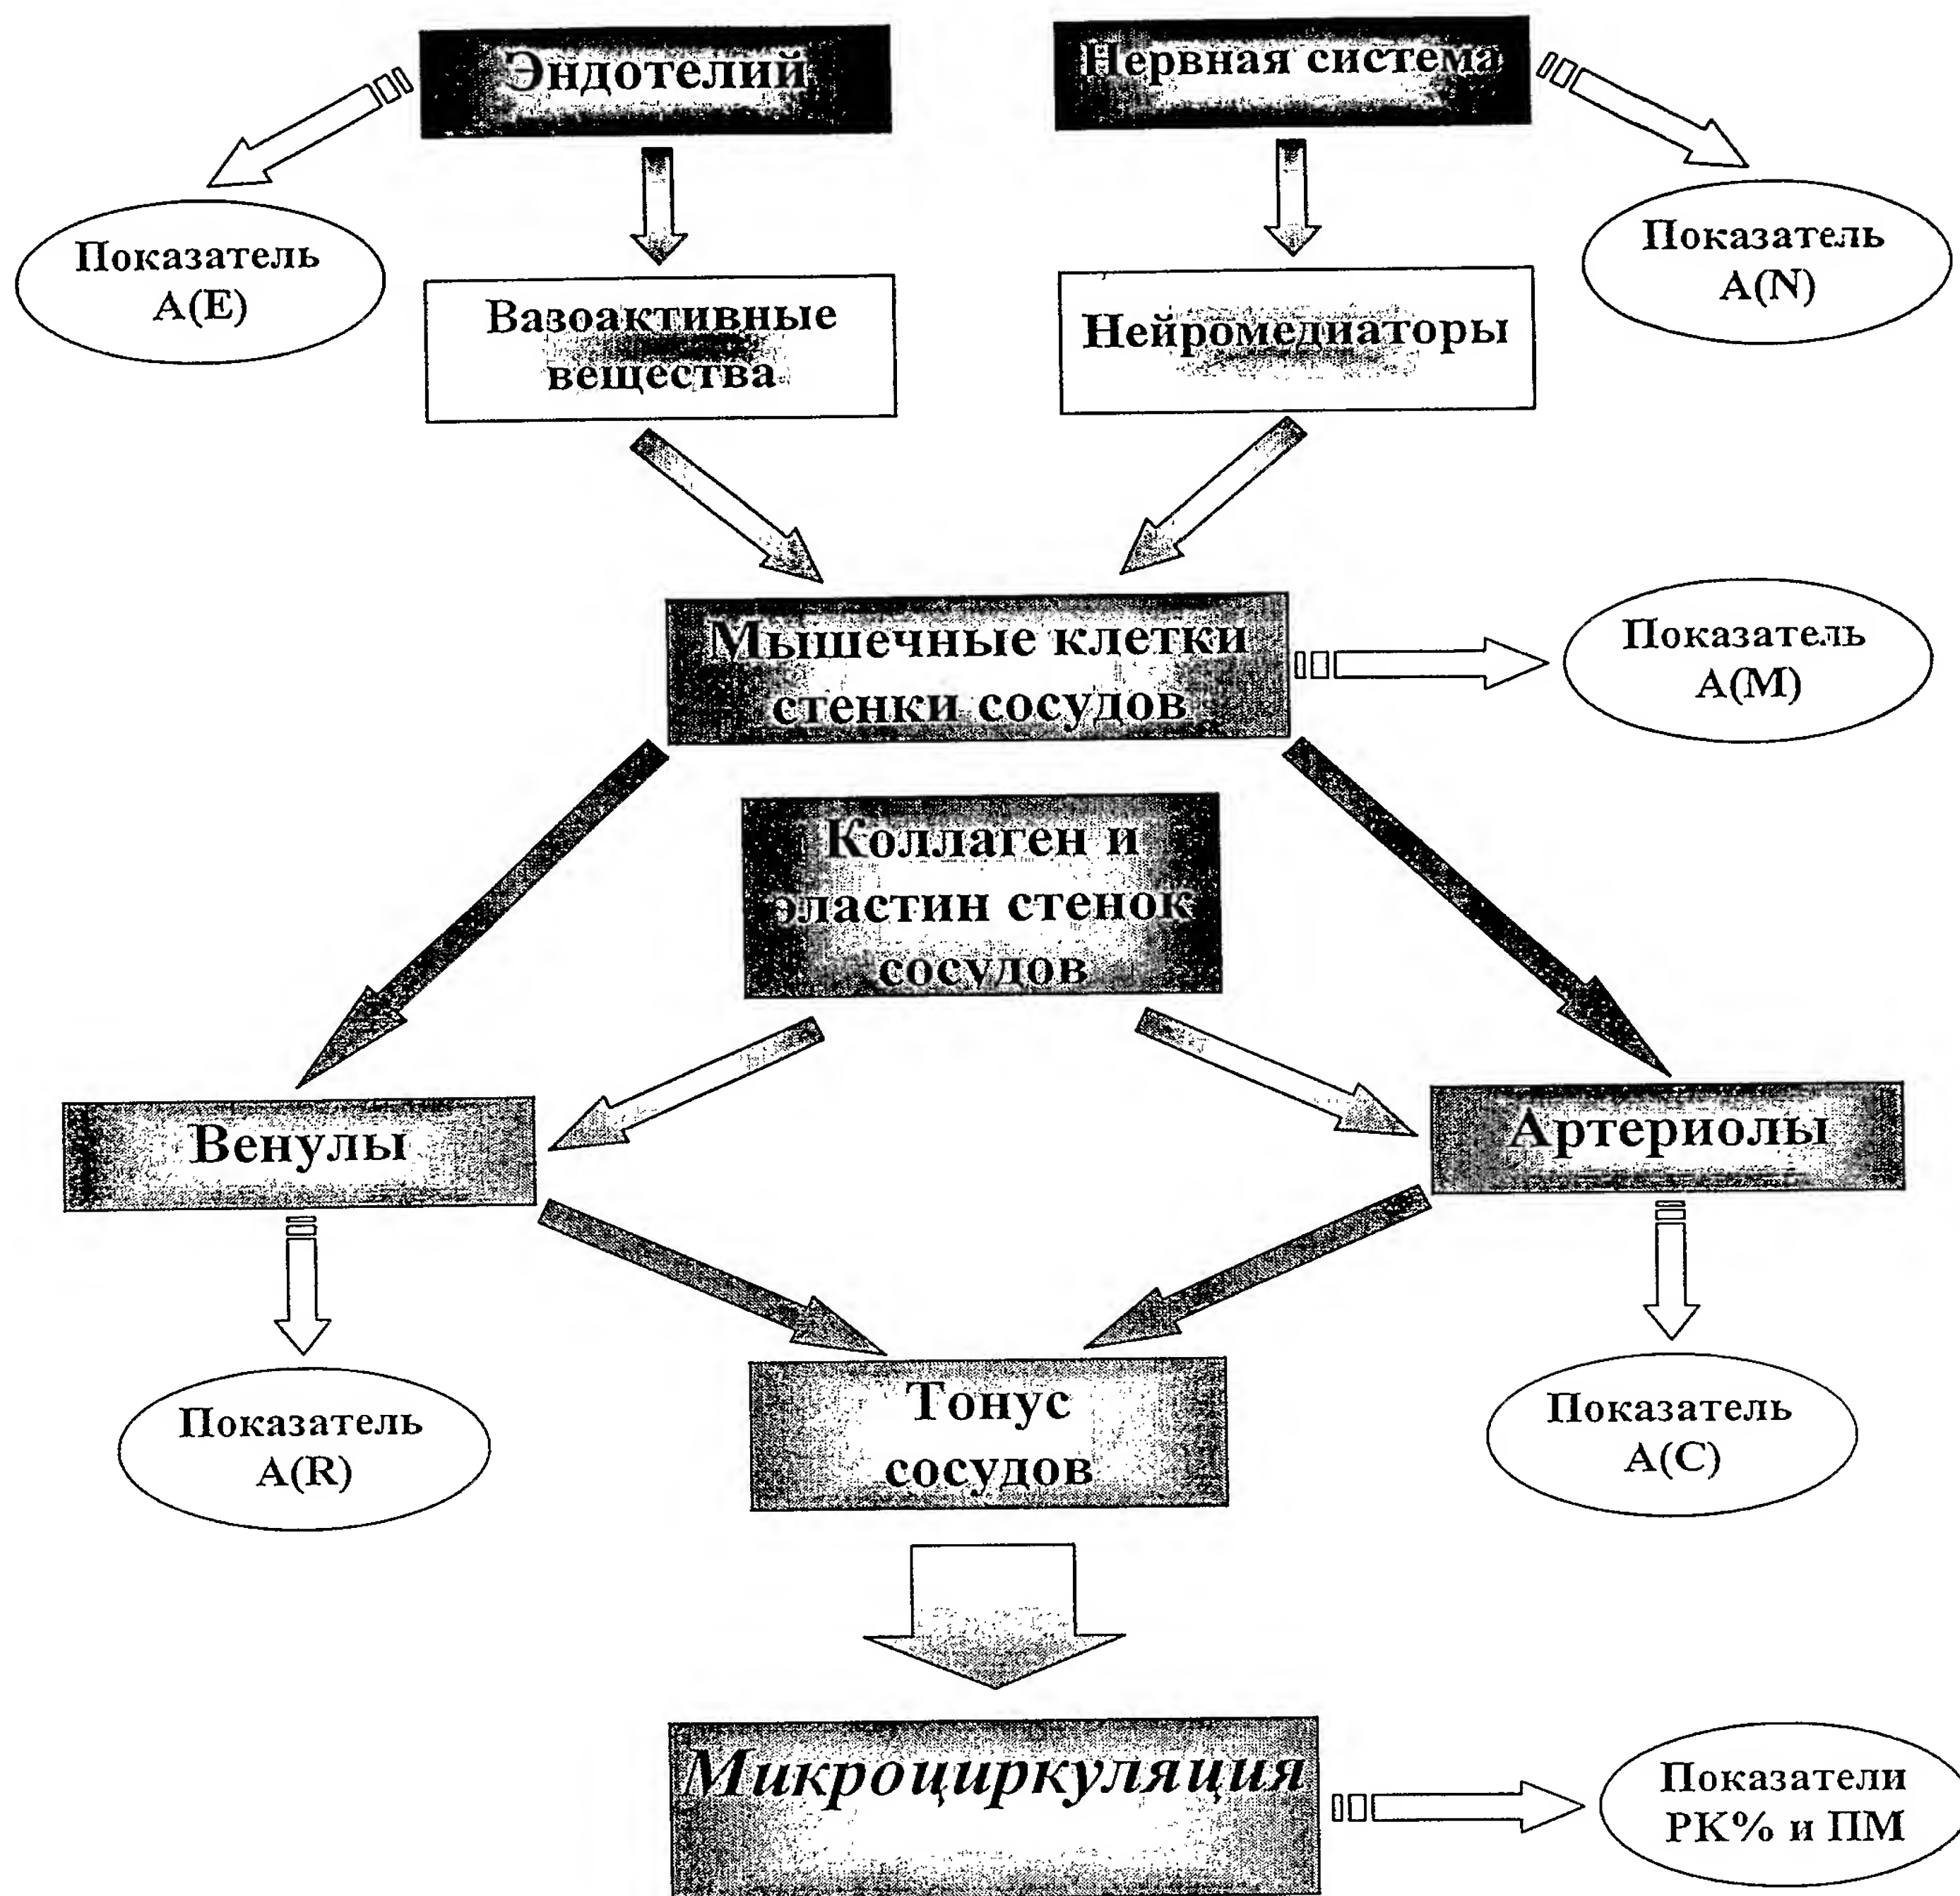 Эндотелий
Нервная система
Показатель
А(Е)
Показатель
А(N)
Вазоактивные
вещества
Нейромедиаторы
Мышечные клетки
стенки сосудов
Показатель
А(М)
Коллаген и
эластин стенок
сосудов
Венулы
Артериолы
Показатель
А(R)
Тонус
сосудов
Показатель
А(С)
Микроциркуляция
Показатели
РК% и ПМ